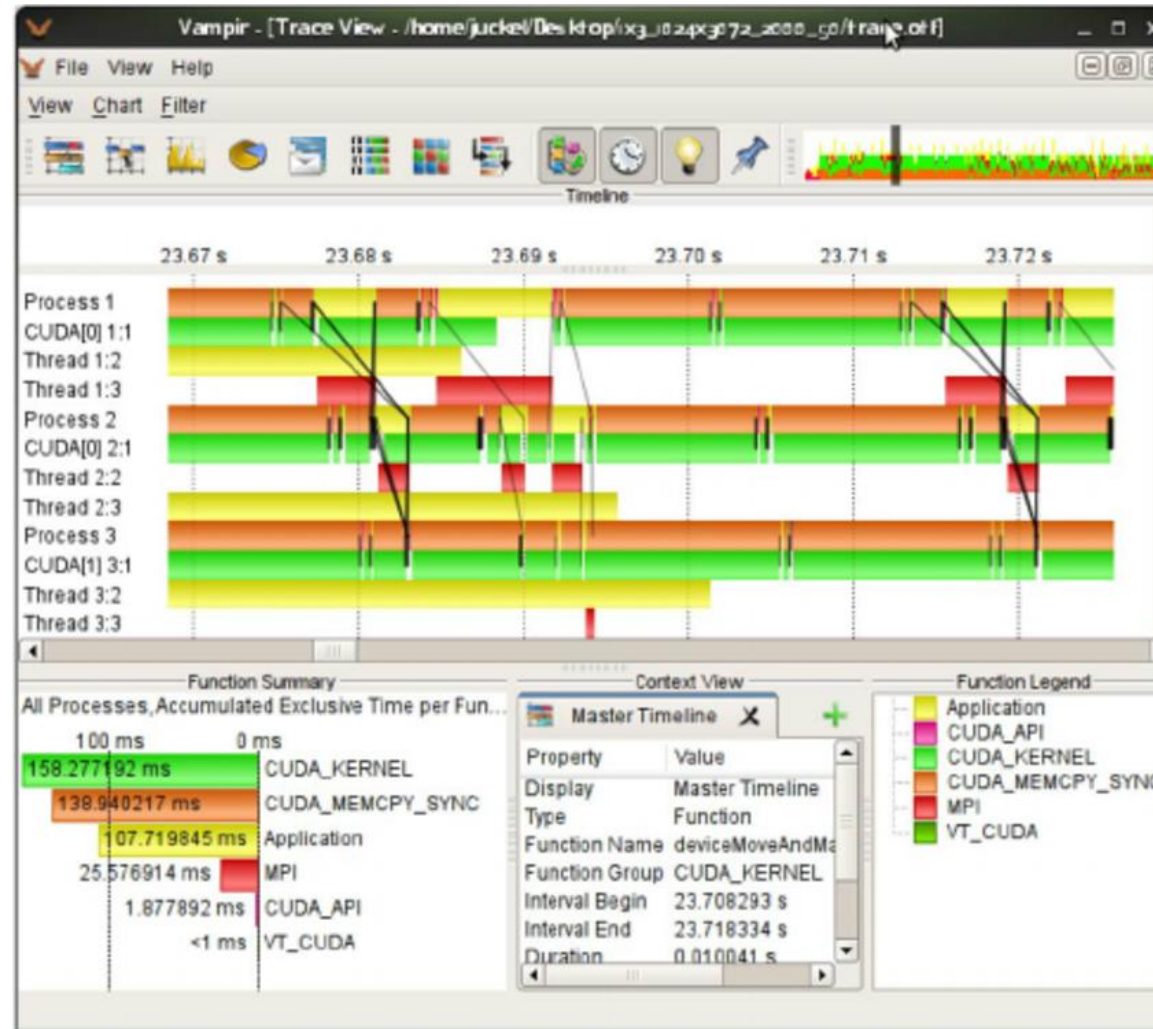 Vampir - [Trace View - /home/juckel/Desktop/1x3_1024x3072_2000_50/trace.otf]
File View Help
View Chart Filter
Timeline
23.67 s 23.68 s 23.69 s 23.70 s 23.71 s 23.72 s
Process 1
CUDA[0] 1:1
Thread 1:2
Thread 1:3
Process 2
CUDA[0] 2:1
Thread 2:2
Thread 2:3
Process 3
CUDA[1] 3:1
Thread 3:2
Thread 3:3
Function Summary
All Processes, Accumulated Exclusive Time per Fun...
100 ms 0 ms
158.277192 ms CUDA_KERNEL
138.940217 ms CUDA_MEMCPY_SYNC
107.719845 ms Application
25.576914 ms MPI
1.877892 ms CUDA_API
<1 ms VT_CUDA
Context View
Master Timeline
Property Value
Display Master Timeline
Type Function
Function Name deviceMoveAndMa
Function Group CUDA_KERNEL
Interval Begin 23.708293 s
Interval End 23.718334 s
Duration 0.010041 s
Function Legend
Application
CUDA_API
CUDA_KERNEL
CUDA_MEMCPY_SYNC
MPI
VT_CUDA